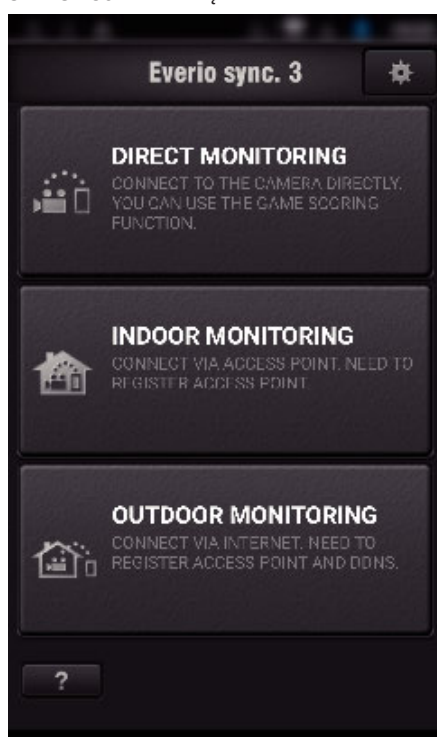 Everio sync. 3
DIRECT MONITORING
CONNECT TO THE CAMERA DIRECTLY.
YOU CAN USE THE GAME SCORING
FUNCTION.
INDOOR MONITORING
CONNECT VIA ACCESS POINT. NEED TO
REGISTER ACCESS POINT.
OUTDOOR MONITORING
CONNECT VIA INTERNET. NEED TO
REGISTER ACCESS POINT AND DDNS.
?